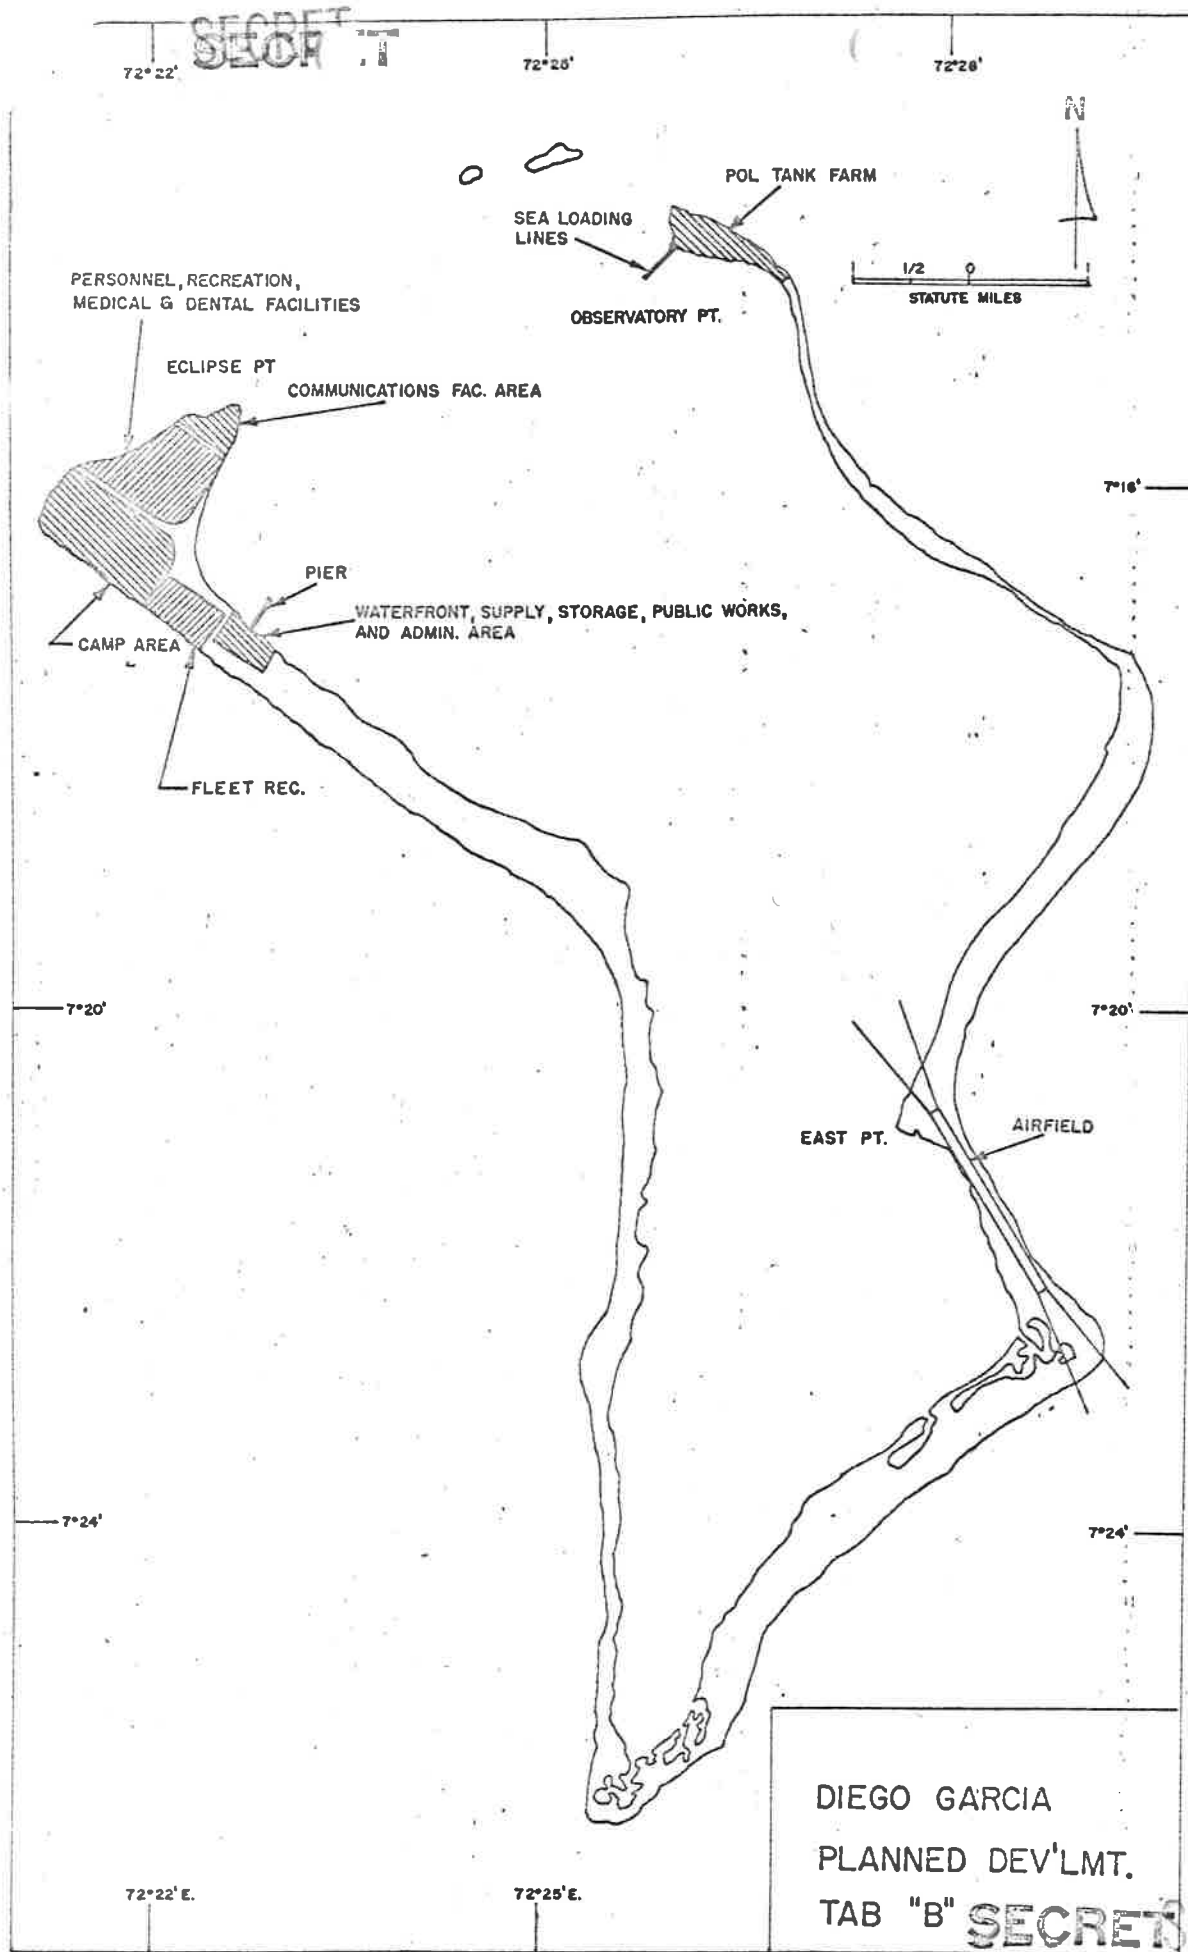 SECRET
SECRET
72°22'
72°25'
72°28'
N
POL TANK FARM
SEA LOADING
LINES
1/2 0
STATUTE MILES
PERSONNEL, RECREATION,
MEDICAL & DENTAL FACILITIES
OBSERVATORY PT.
ECLIPSE PT
COMMUNICATIONS FAC. AREA
7°16'
PIER
WATERFRONT, SUPPLY, STORAGE, PUBLIC WORKS,
AND ADMIN. AREA
CAMP AREA
FLEET REC.
7°20'
7°20'
EAST PT.
AIRFIELD
7°24'
7°24'
DIEGO GARCIA
PLANNED DEV'LMT.
TAB "B"
SECRET
72°22'E.
72°25'E.